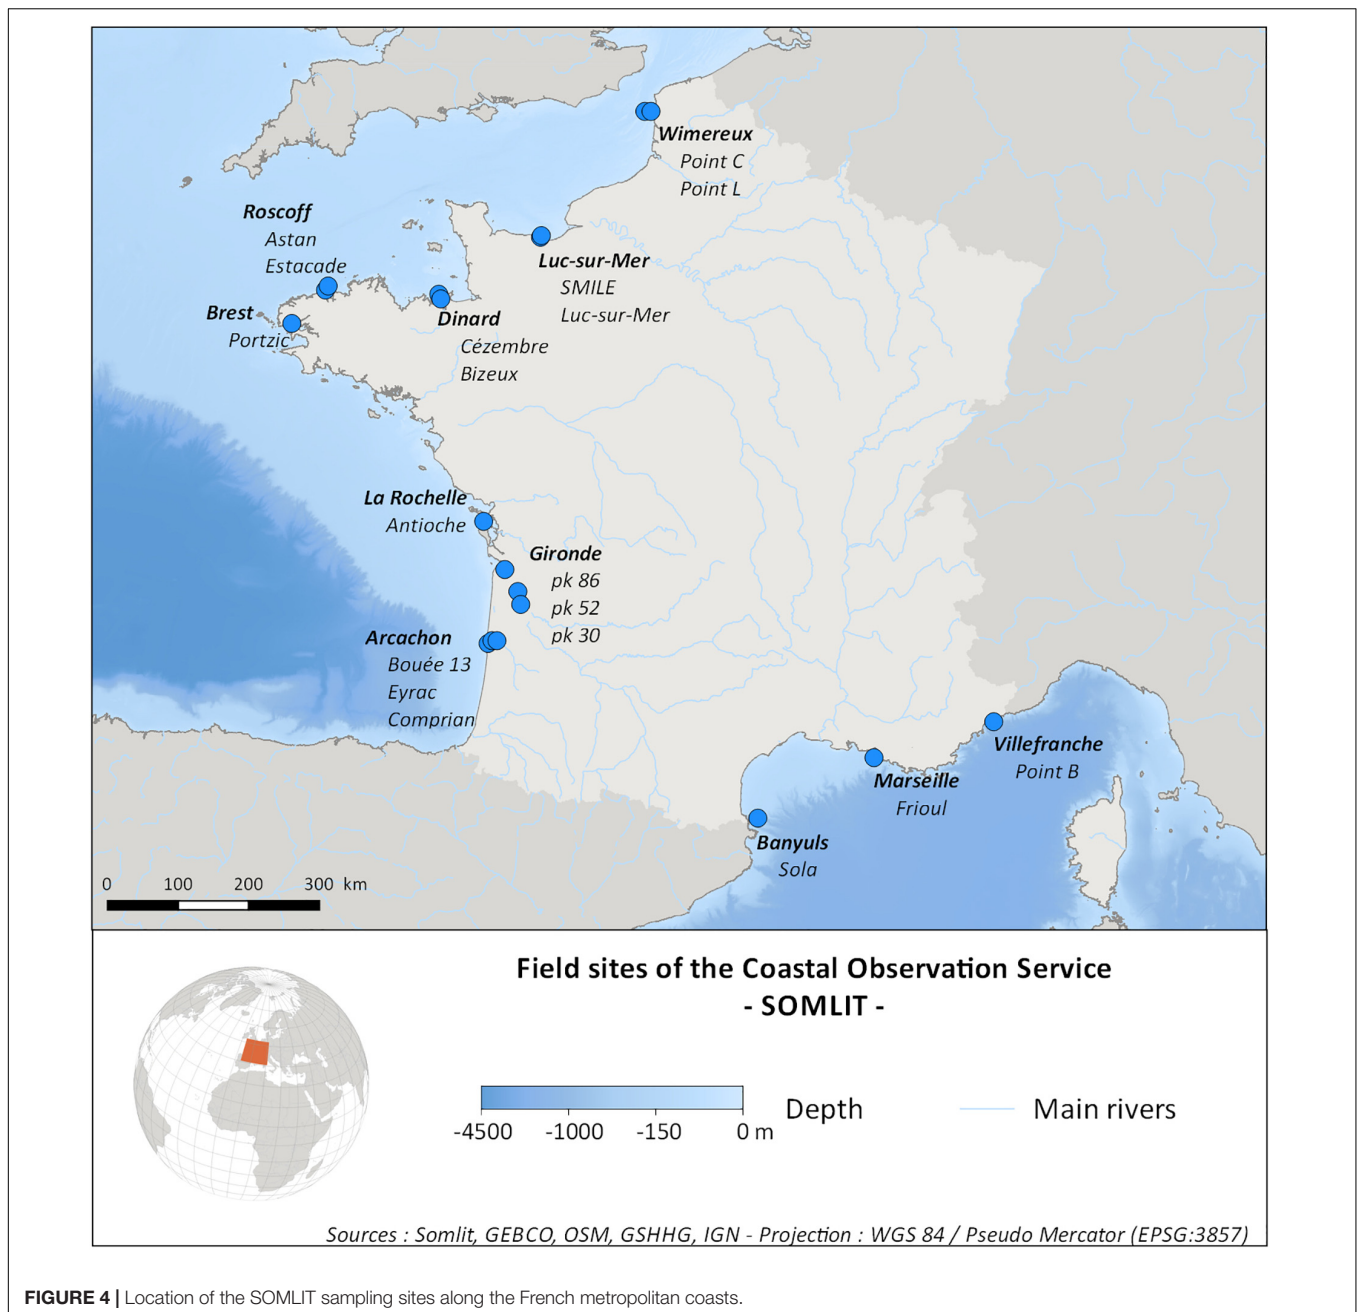 Wimereux
Point C
Point L
Roscoff
Astan
Estacade
Luc-sur-Mer
SMILE
Luc-sur-Mer
Brest
Portzic
Dinard
Cézembre
Bizeux
La Rochelle
Antioche
Gironde
pk 86
pk 52
pk 30
Arcachon
Bouée 13
Eyrac
Comprian
Villefranche
Point B
Marseille
Frioul
Banyuls
Sola
0 100 200 300 km
Field sites of the Coastal Observation Service
- SOMLIT -
Depth
Main rivers
-4500 -1000 -150 0 m
Sources : Somlit, GEBCO, OSM, GSHHG, IGN - Projection : WGS 84 / Pseudo Mercator (EPSG:3857)
FIGURE 4 | Location of the SOMLIT sampling sites along the French metropolitan coasts.